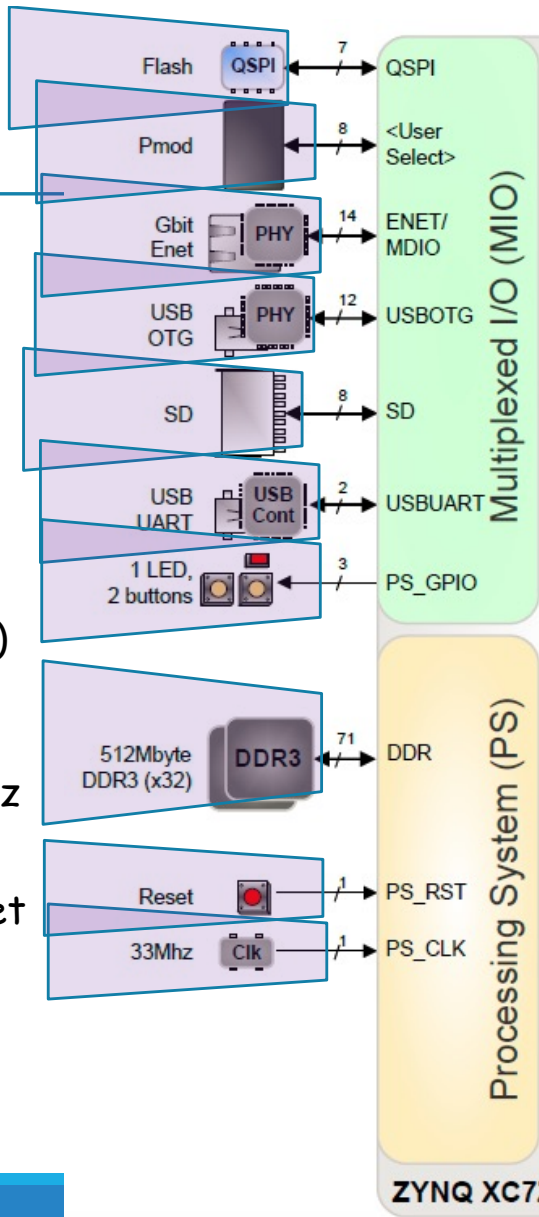 Flash QSPI 7 QSPI
Pmod 8 <User
Select>
Gbit
Enet PHY 14 ENET/
MDIO
USB
OTG PHY 12 USBOTG
SD 8 SD
USB
UART USB
Cont 2 USBUART
1 LED,
2 buttons 3 PS_GPIO
Multiplexed I/O (MIO)
)
512Mbyte
DDR3 (x32) DDR3 71 DDR
z
Reset 1 PS_RST
et
33Mhz Clk 1 PS_CLK
Processing System (PS)
ZYNQ XC7Z